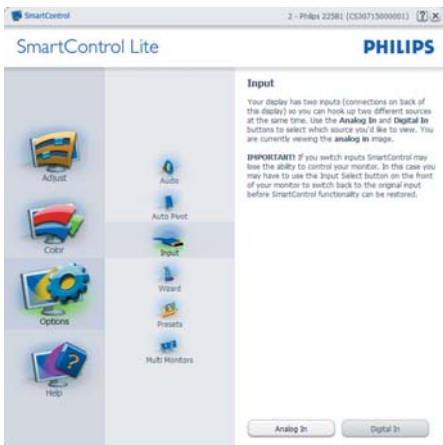 SmartControl
2 - Philips 225B1 (CS30715000001)
SmartControl Lite
PHILIPS
Adjust
Color
Options
Help
Audio
Auto Pivot
Input
Wizard
Presets
Multi Monitors
Input
Your display has two inputs (connections on back of
this display) so you can hook up two different sources
at the same time. Use the Analog In and Digital In
buttons to select which source you'd like to view. You
are currently viewing the analog in image.
IMPORTANT! If you switch inputs SmartControl may
lose the ability to control your monitor. In this case you
may have to use the Input Select button on the front
of your monitor to switch back to the original input
before SmartControl functionality can be restored.
Analog In
Digital In